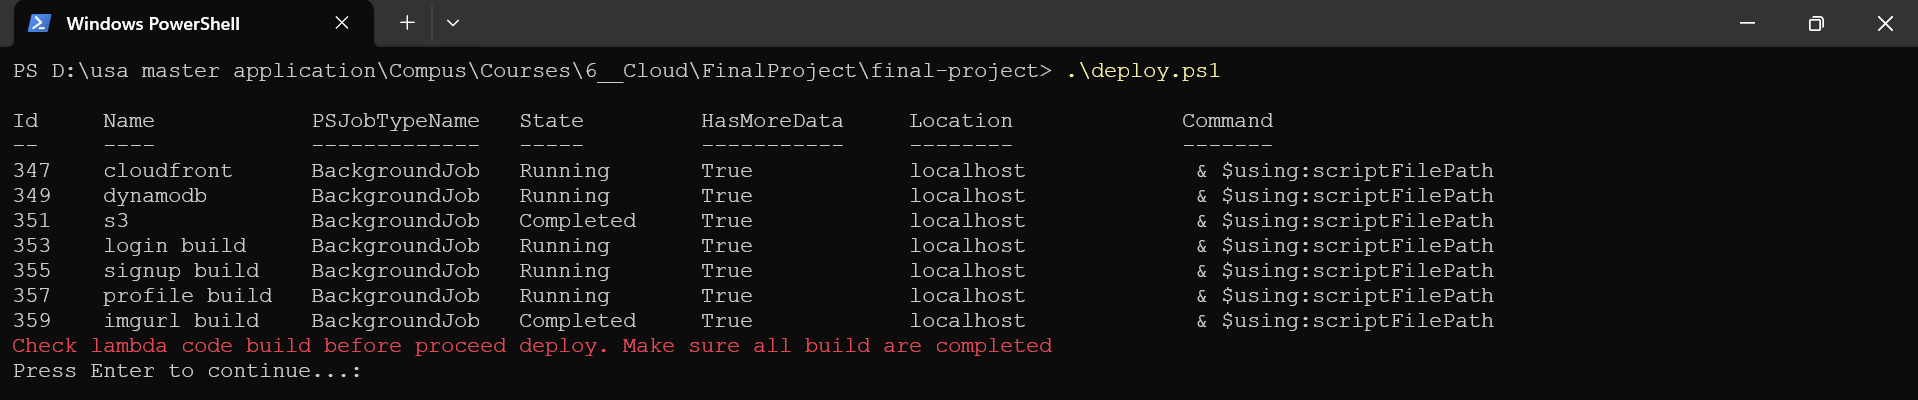 Windows PowerShell
PS D:\usa master application\Compus\Courses\6__Cloud\FinalProject\final-project> .\deploy.ps1
Id Name PSJobTypeName State HasMoreData Location Command
-- ---- ------------- ----- ----------- -------- -------
347 cloudfront BackgroundJob Running True localhost & $using:scriptFilePath
349 dynamodb BackgroundJob Running True localhost & $using:scriptFilePath
351 s3 BackgroundJob Completed True localhost & $using:scriptFilePath
353 login build BackgroundJob Running True localhost & $using:scriptFilePath
355 signup build BackgroundJob Running True localhost & $using:scriptFilePath
357 profile build BackgroundJob Running True localhost & $using:scriptFilePath
359 imgurl build BackgroundJob Completed True localhost & $using:scriptFilePath
Check lambda code build before proceed deploy. Make sure all build are completed
Press Enter to continue...: